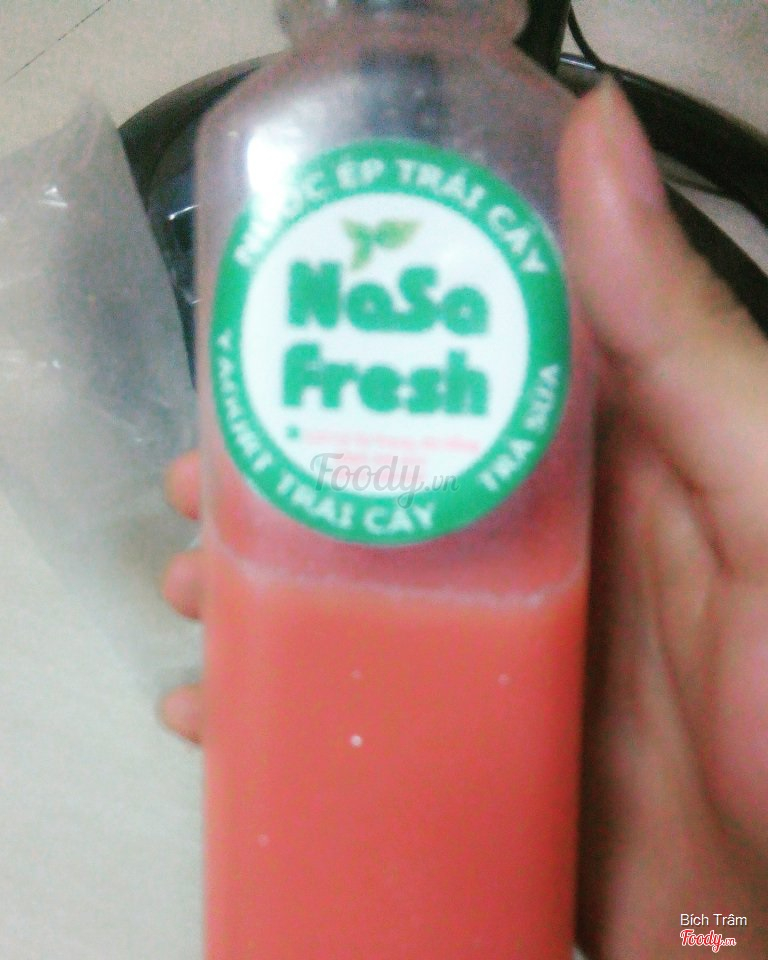 NƯỚC ÉP TRÁI CÂY
NaSa
Fresh
YAOURT TRÁI CÂY
TRÀ SỮA
Foody.vn
Bích Trâm
Foody.vn